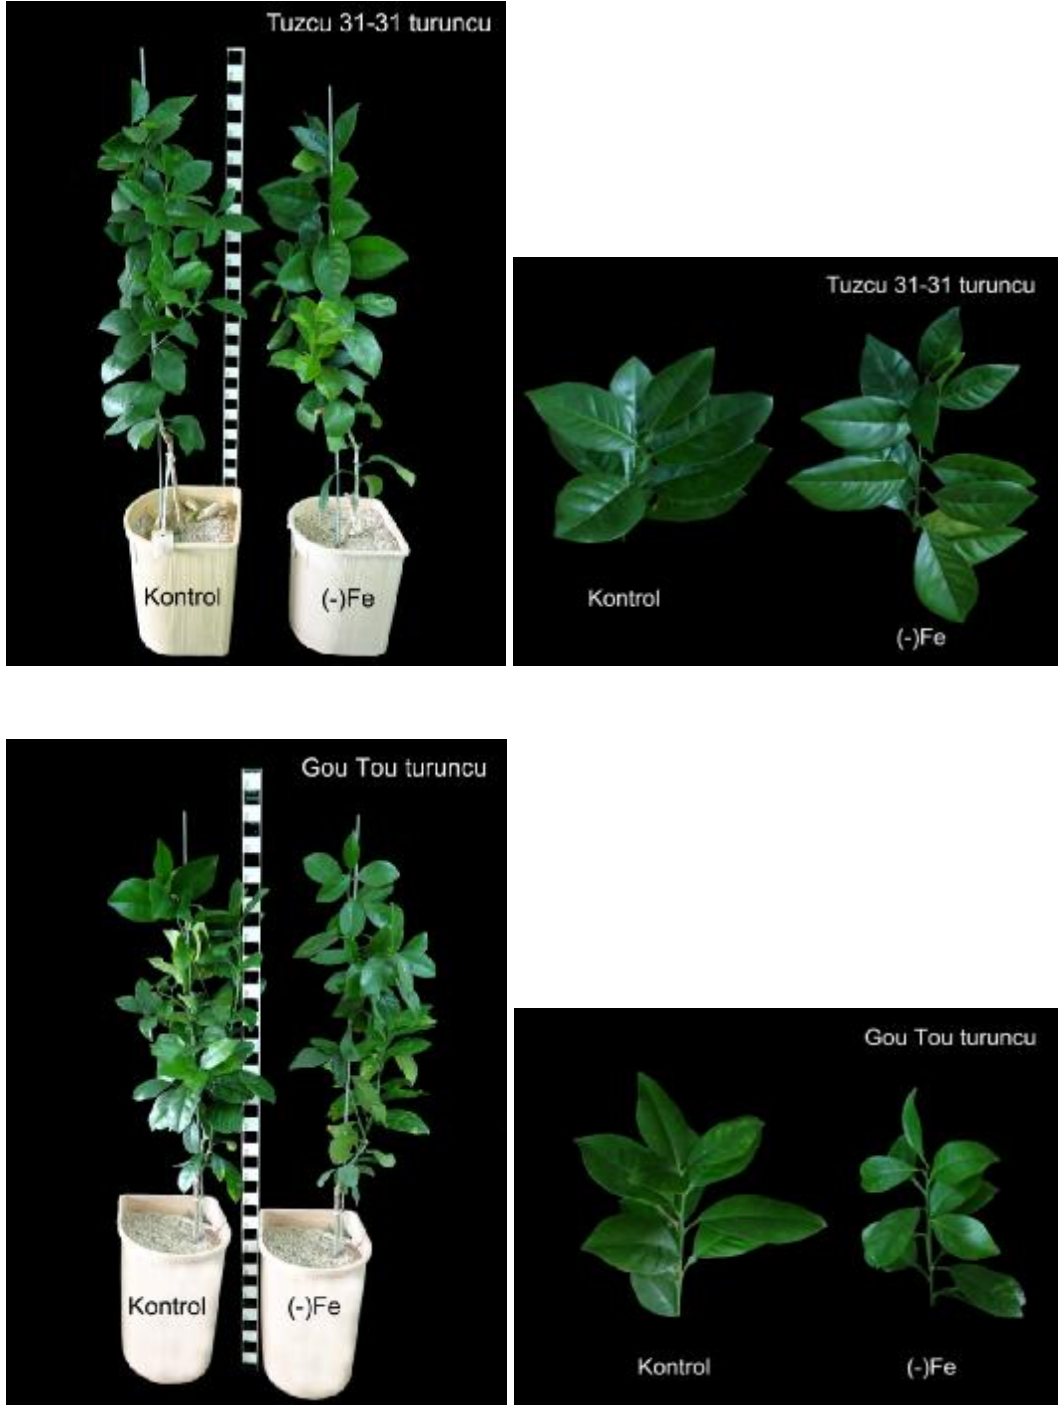 Tuzcu 31-31 turuncu
Kontrol
(-)Fe
Tuzcu 31-31 turuncu
Kontrol
(-)Fe
Gou Tou turuncu
Kontrol
(-)Fe
Gou Tou turuncu
Kontrol
(-)Fe